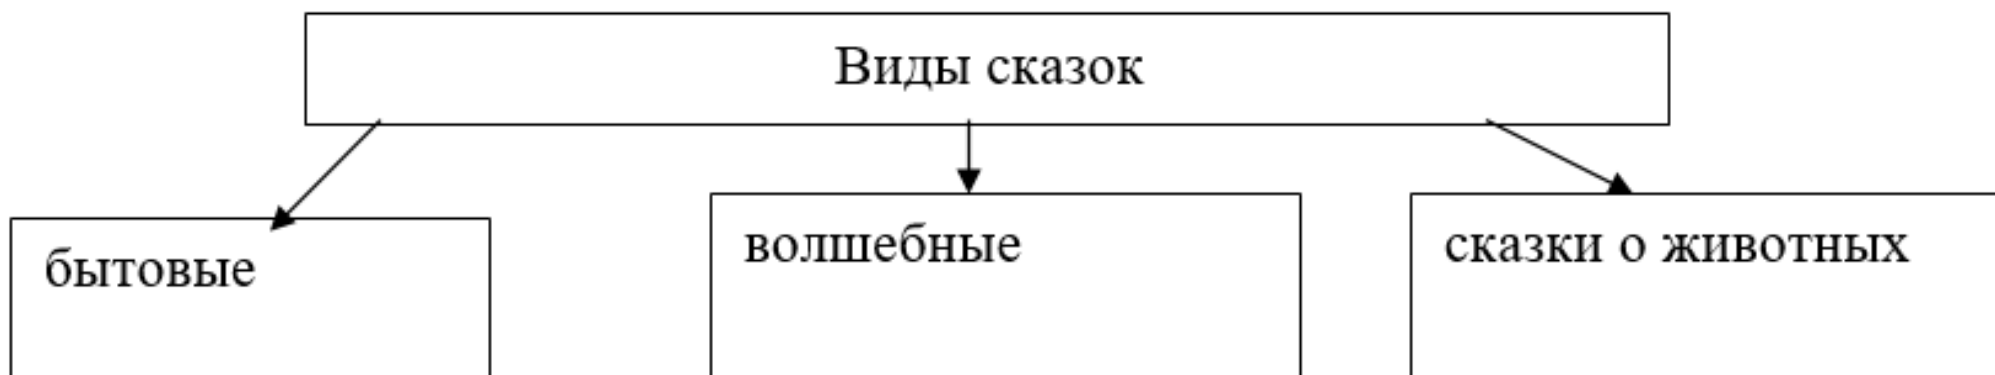 Виды сказок
бытовые
волшебные
сказки о животных